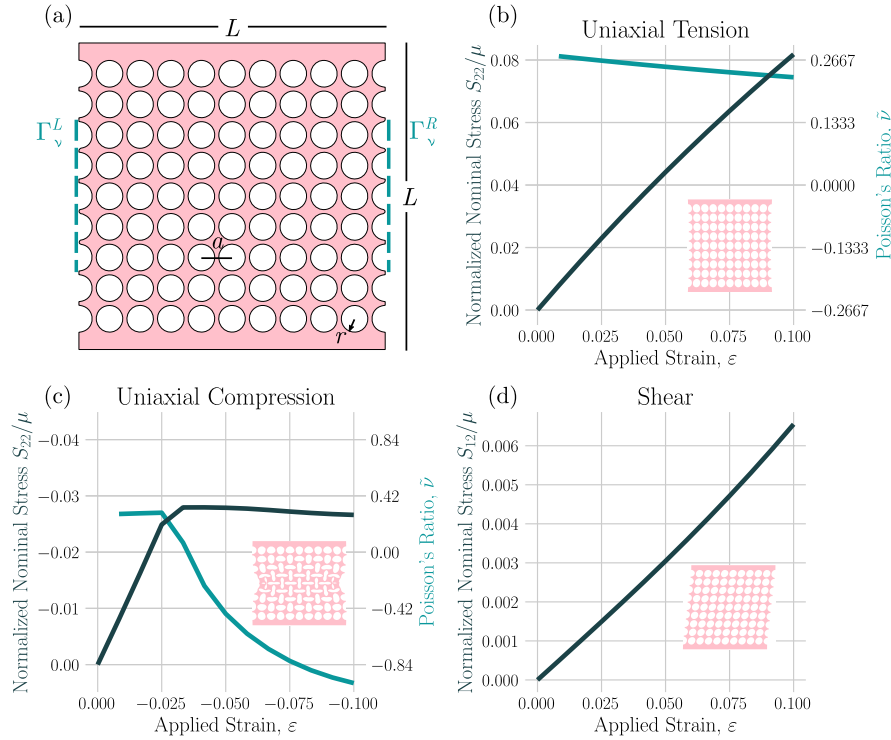 (a)
L
Γ_ν^L
Γ_ν^R
L
a
r
(b)
Uniaxial Tension
Normalized Nominal Stress S₂₂/μ
0.08
0.06
0.04
0.02
0.00
0.2667
0.1333
0.0000
−0.1333
−0.2667
Poisson's Ratio, ν̃
0.000 0.025 0.050 0.075 0.100
Applied Strain, ε
(c)
Uniaxial Compression
Normalized Nominal Stress S₂₂/μ
−0.04
−0.03
−0.02
−0.01
0.00
0.84
0.42
0.00
−0.42
−0.84
Poisson's Ratio, ν̃
0.000 −0.025 −0.050 −0.075 −0.100
Applied Strain, ε
(d)
Shear
Normalized Nominal Stress S₁₂/μ
0.006
0.005
0.004
0.003
0.002
0.001
0.000
0.000 0.025 0.050 0.075 0.100
Applied Strain, ε